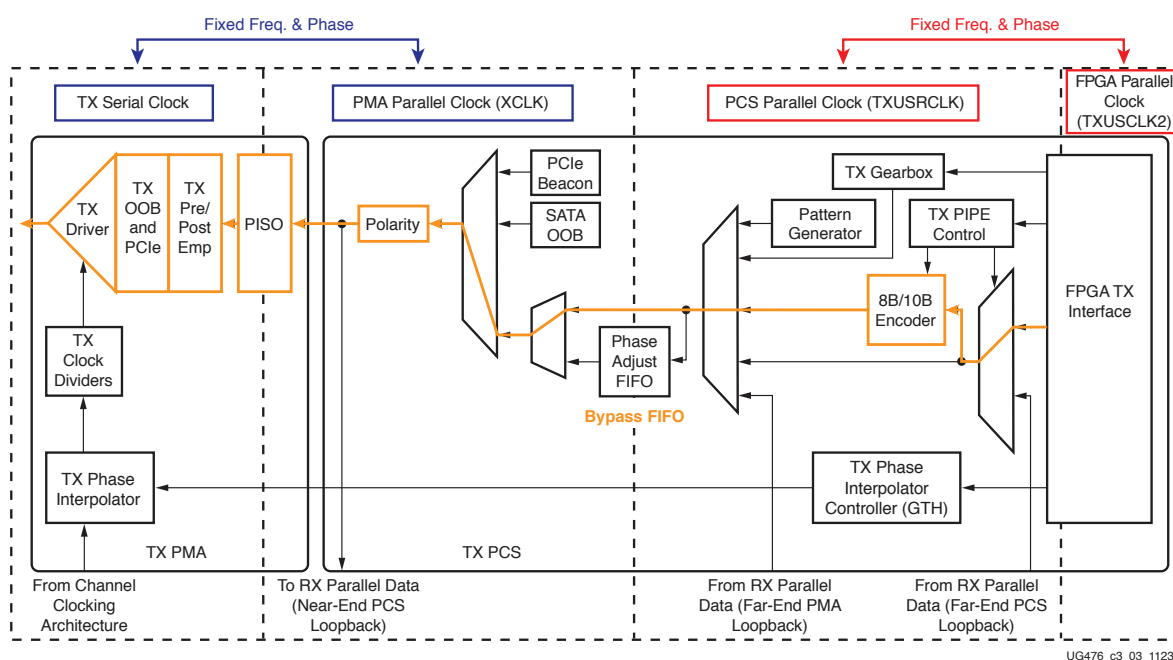 Fixed Freq. & Phase
Fixed Freq. & Phase
TX Serial Clock
PMA Parallel Clock (XCLK)
PCS Parallel Clock (TXUSRCLK)
FPGA Parallel
Clock
(TXUSCLK2)
TX
Driver
TX
OOB
and
PCIe
TX
Pre/
Post
Emp
PISO
Polarity
PCIe
Beacon
SATA
OOB
TX Gearbox
Pattern
Generator
TX PIPE
Control
8B/10B
Encoder
FPGA TX
Interface
TX
Clock
Dividers
Phase
Adjust
FIFO
Bypass FIFO
TX Phase
Interpolator
TX Phase
Interpolator
Controller (GTH)
TX PMA
TX PCS
From Channel
Clocking
Architecture
To RX Parallel Data
(Near-End PCS
Loopback)
From RX Parallel
Data (Far-End PMA
Loopback)
From RX Parallel
Data (Far-End PCS
Loopback)
UG476_c3_03_1123